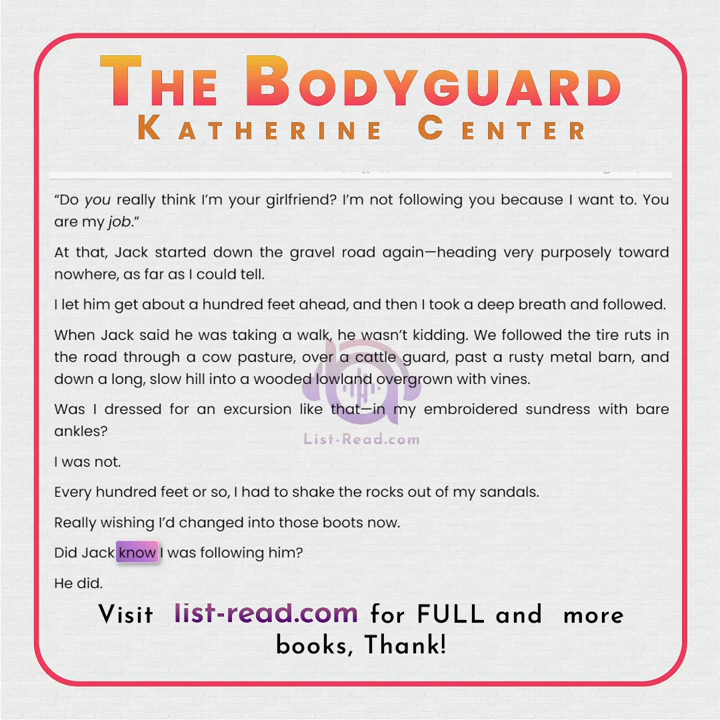 THE BODYGUARD
KATHERINE CENTER
“Do you really think I’m your girlfriend? I’m not following you because I want to. You
are my job.”
At that, Jack started down the gravel road again—heading very purposely toward
nowhere, as far as I could tell.
I let him get about a hundred feet ahead, and then I took a deep breath and followed.
When Jack said he was taking a walk, he wasn’t kidding. We followed the tire ruts in
the road through a cow pasture, over a cattle guard, past a rusty metal barn, and
down a long, slow hill into a wooded lowland overgrown with vines.
Was I dressed for an excursion like that—in my embroidered sundress with bare
ankles?
List-Read.com
I was not.
Every hundred feet or so, I had to shake the rocks out of my sandals.
Really wishing I’d changed into those boots now.
Did Jack know I was following him?
He did.
Visit list-read.com for FULL and more
books, Thank!